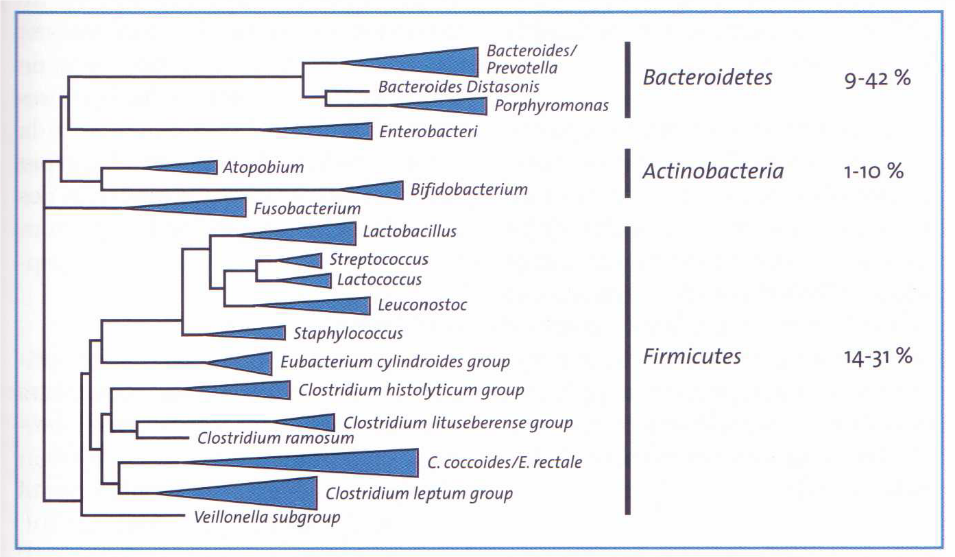 Bacteroides/
Prevotella
Bacteroides Distasonis
Porphyromonas
Enterobacteri
Bacteroidetes 9-42 %
Atopobium
Bifidobacterium
Actinobacteria 1-10 %
Fusobacterium
Lactobacillus
Streptococcus
Lactococcus
Leuconostoc
Staphylococcus
Eubacterium cylindroides group
Firmicutes 14-31 %
Clostridium histolyticum group
Clostridium lituseberense group
Clostridium ramosum
C. coccoides/E. rectale
Clostridium leptum group
Veillonella subgroup